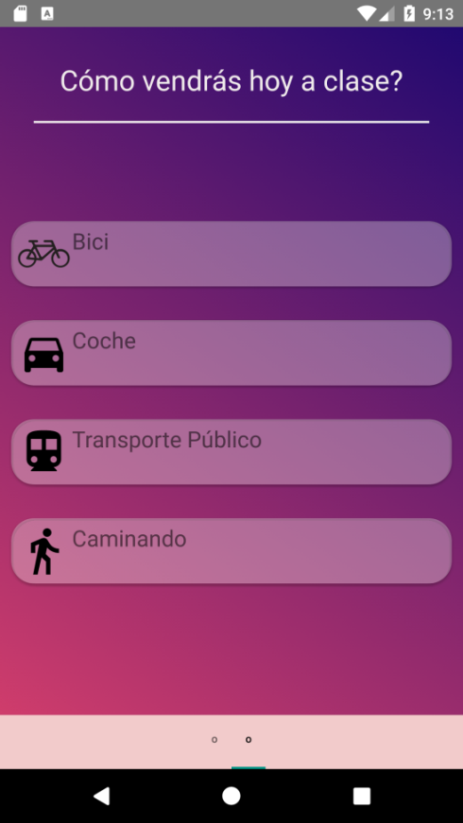 9:13
Cómo vendrás hoy a clase?
Bici
Coche
Transporte Público
Caminando